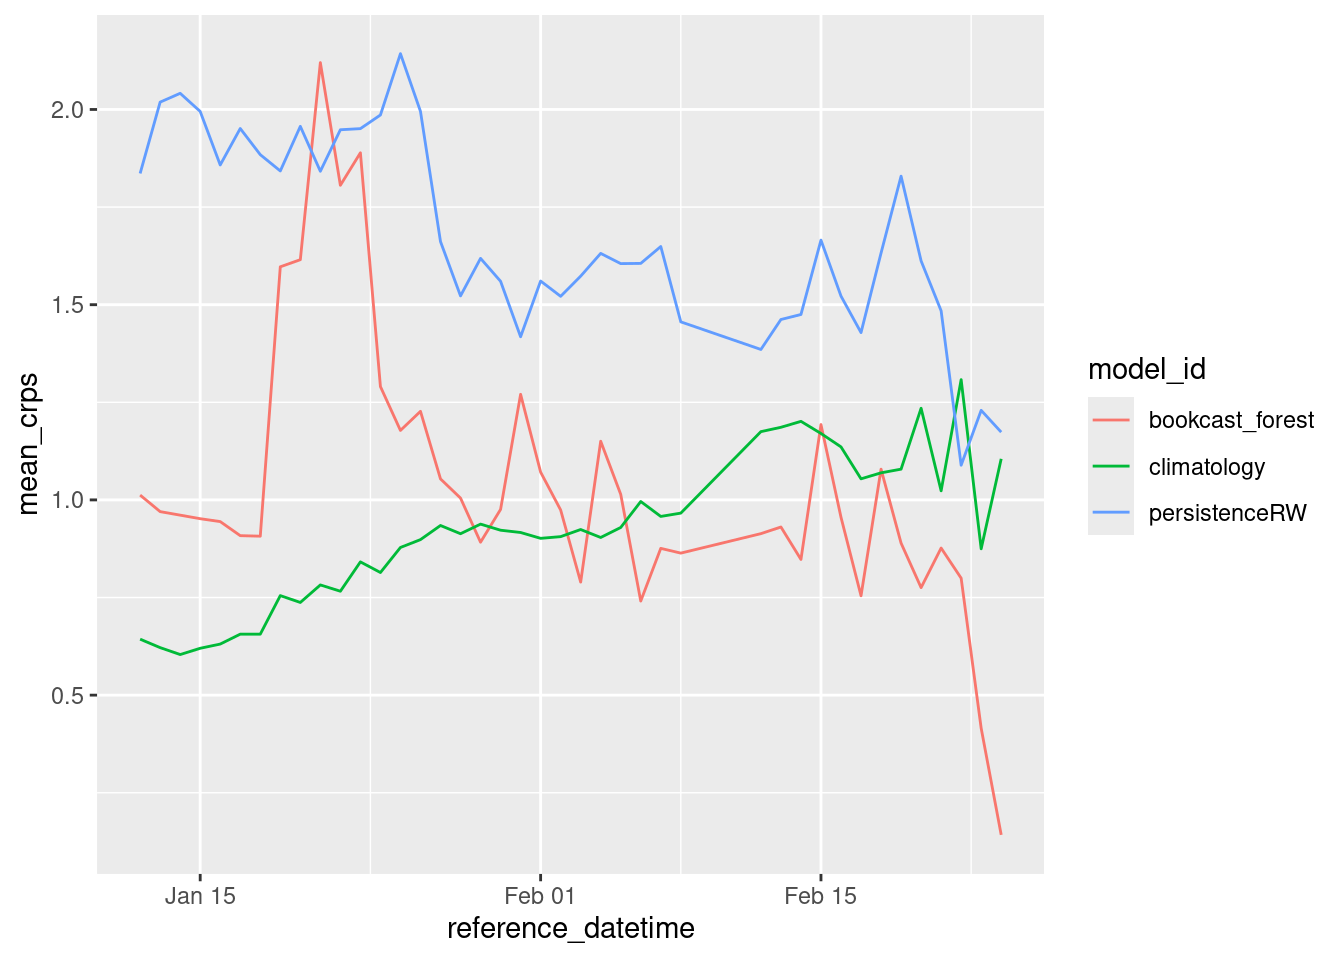 mean_crps
2.0
1.5
1.0
0.5
Jan 15
Feb 01
Feb 15
reference_datetime
model_id
bookcast_forest
climatology
persistenceRW